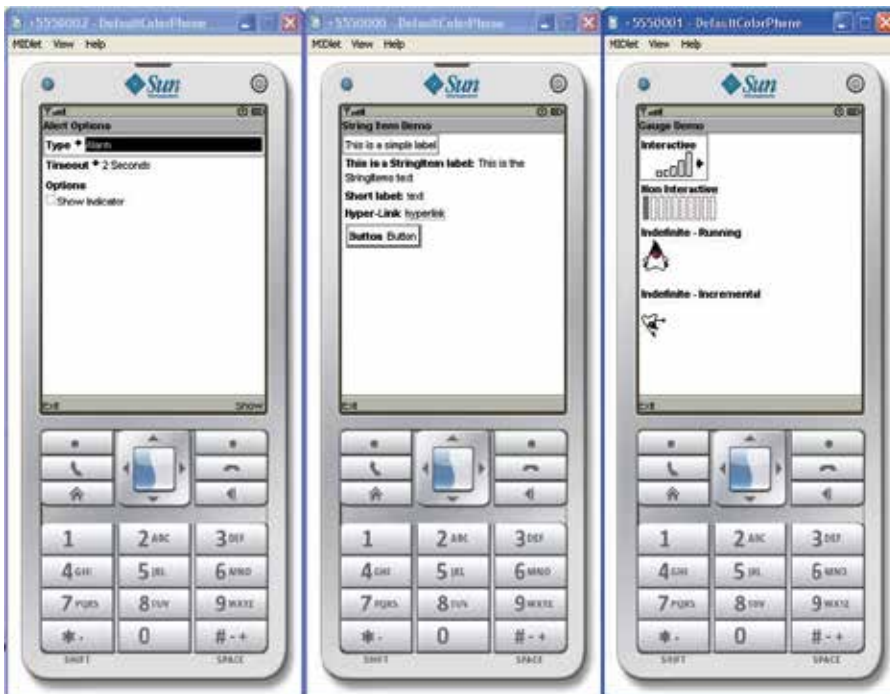 +5550002 - DefaultColorPhone
MIDlet View Help
Sun
Alert Options
Type Alarm
Timeout 2 Seconds
Options
Show Indicator
Exit Show
1 2 ABC 3 DEF
4 GHI 5 JKL 6 MNO
7 PQRS 8 TUV 9 WXYZ
* . 0 # - +
SHIFT SPACE
+5550000 - DefaultColorPhone
MIDlet View Help
Sun
String Item Demo
This is a simple label
This is a StringItem label: This is the
StringItems text
Short label: text
Hyper-Link hyperlink
Button Button
Exit
1 2 ABC 3 DEF
4 GHI 5 JKL 6 MNO
7 PQRS 8 TUV 9 WXYZ
* . 0 # - +
SHIFT SPACE
+5550001 - DefaultColorPhone
MIDlet View Help
Sun
Gauge Demo
Interactive
Non Interactive
Indefinite - Running
Indefinite - Incremental
Exit
1 2 ABC 3 DEF
4 GHI 5 JKL 6 MNO
7 PQRS 8 TUV 9 WXYZ
* . 0 # - +
SHIFT SPACE